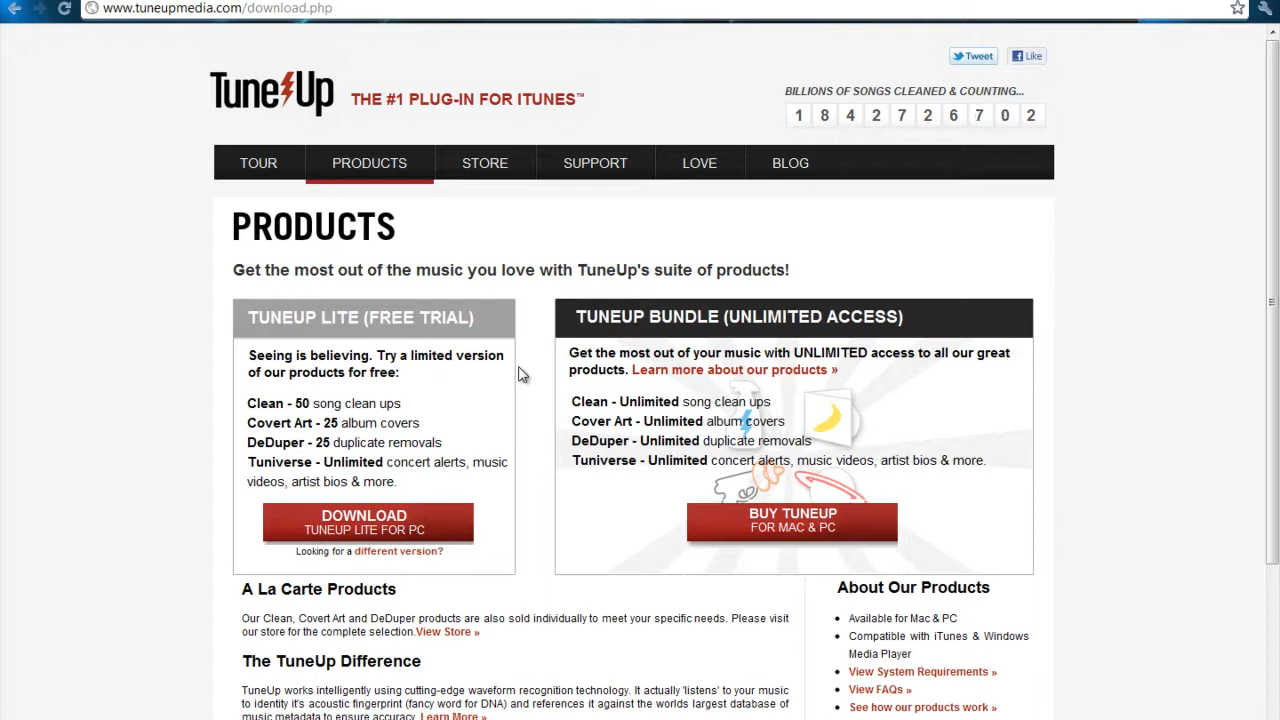 www.tuneupmedia.com/download.php
Tweet
Like
TuneUp
THE #1 PLUG-IN FOR ITUNES™
BILLIONS OF SONGS CLEANED & COUNTING...
1 8 4 2 7 2 6 7 0 2
TOUR
PRODUCTS
STORE
SUPPORT
LOVE
BLOG
PRODUCTS
Get the most out of the music you love with TuneUp's suite of products!
TUNEUP LITE (FREE TRIAL)
Seeing is believing. Try a limited version
of our products for free:
Clean - 50 song clean ups
Covert Art - 25 album covers
DeDuper - 25 duplicate removals
Tuniverse - Unlimited concert alerts, music
videos, artist bios & more.
DOWNLOAD
TUNEUP LITE FOR PC
Looking for a different version?
TUNEUP BUNDLE (UNLIMITED ACCESS)
Get the most out of your music with UNLIMITED access to all our great
products. Learn more about our products »
Clean - Unlimited song clean ups
Cover Art - Unlimited album covers
DeDuper - Unlimited duplicate removals
Tuniverse - Unlimited concert alerts, music videos, artist bios & more.
BUY TUNEUP
FOR MAC & PC
A La Carte Products
Our Clean, Covert Art and DeDuper products are also sold individually to meet your specific needs. Please visit
our store for the complete selection.View Store »
The TuneUp Difference
TuneUp works intelligently using cutting-edge waveform recognition technology. It actually 'listens' to your music
to identity it's acoustic fingerprint (fancy word for DNA) and references it against the worlds largest database of
music metadata to ensure accuracy. Learn More »
About Our Products
Available for Mac & PC
Compatible with iTunes & Windows
Media Player
View System Requirements »
View FAQs »
See how our products work »